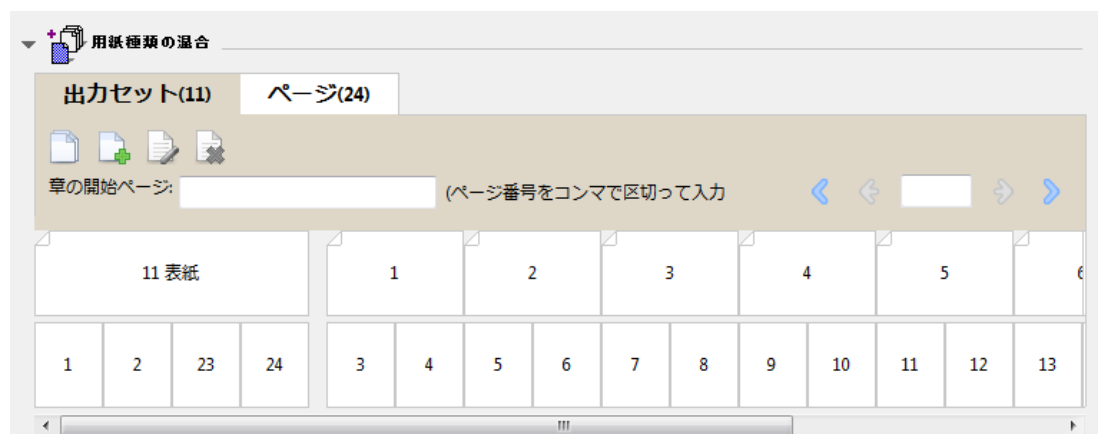 用紙種類の混合
出力セット(11) ページ(24)
章の開始ページ: (ページ番号をコンマで区切って入力
11 表紙 1 2 3 4 5 6
1 2 23 24 3 4 5 6 7 8 9 10 11 12 13